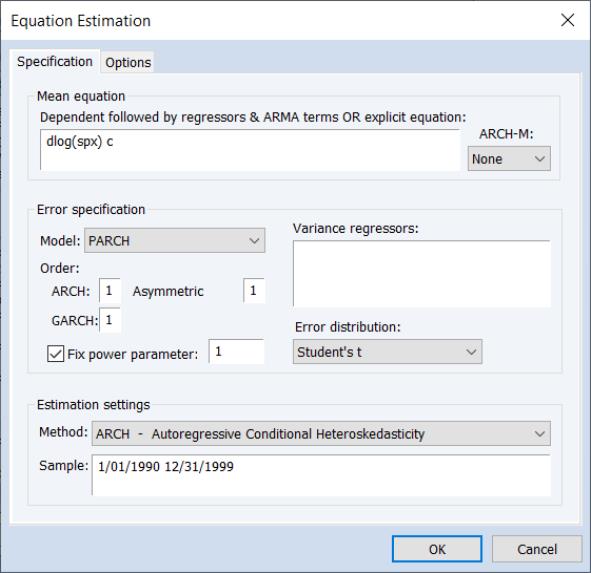 Equation Estimation
Specification Options
Mean equation
Dependent followed by regressors & ARMA terms OR explicit equation:
dlog(spx) c
ARCH-M:
None
Error specification
Model: PARCH
Order:
ARCH: 1 Asymmetric 1
GARCH: 1
Fix power parameter: 1
Variance regressors:
Error distribution:
Student's t
Estimation settings
Method: ARCH - Autoregressive Conditional Heteroskedasticity
Sample: 1/01/1990 12/31/1999
OK Cancel